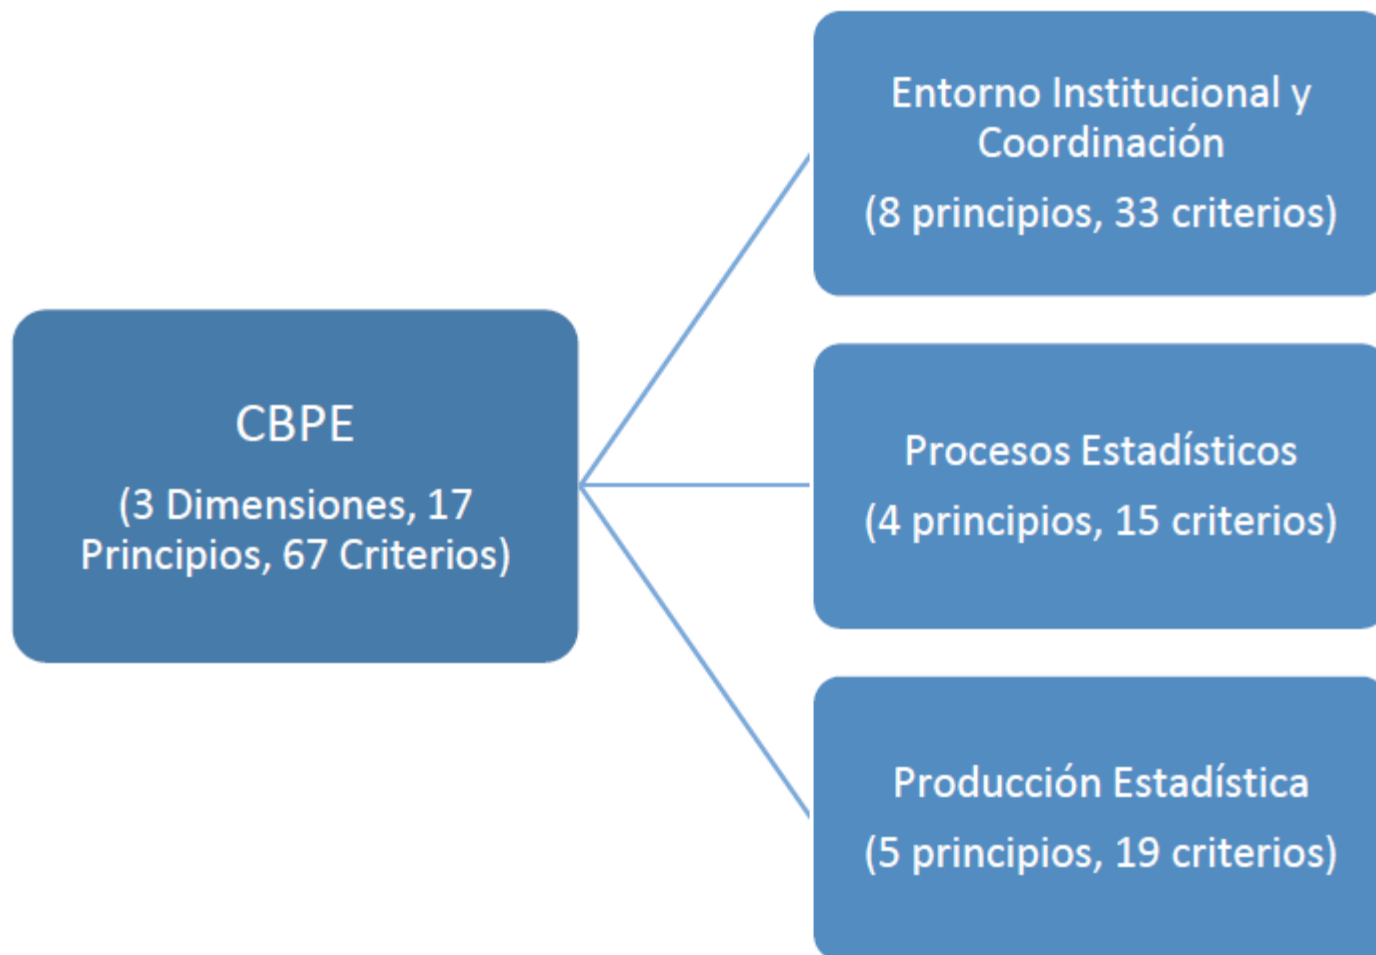 CBPE
(3 Dimensiones, 17
Principios, 67 Criterios)
Entorno Institucional y
Coordinación
(8 principios, 33 criterios)
Procesos Estadísticos
(4 principios, 15 criterios)
Producción Estadística
(5 principios, 19 criterios)